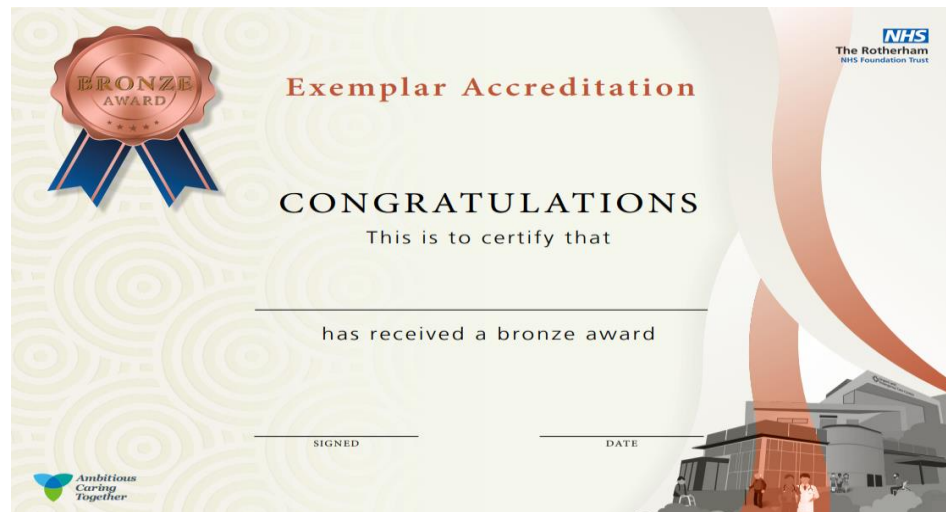 BRONZE
AWARD
NHS
The Rotherham
NHS Foundation Trust
Exemplar Accreditation
CONGRATULATIONS
This is to certify that
has received a bronze award
SIGNED
DATE
Ambitious
Caring
Together